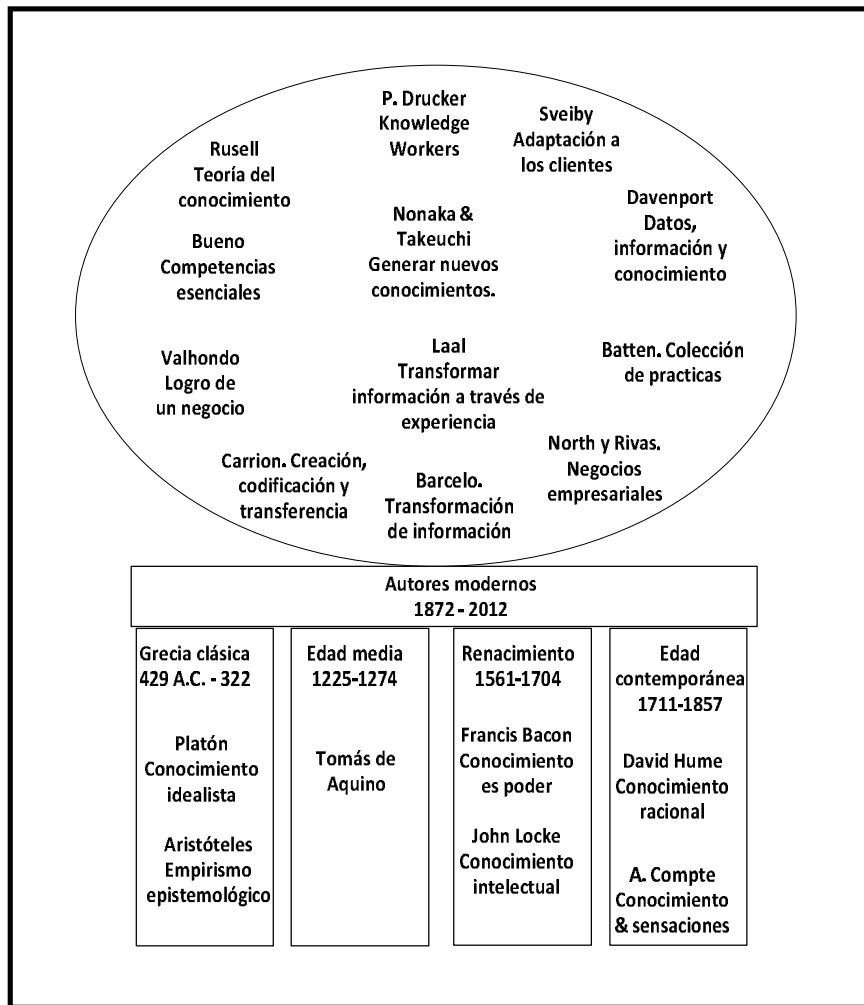 P. Drucker
Knowledge
Workers
Sveiby
Adaptación a
los clientes
Rusell
Teoría del
conocimiento
Davenport
Datos,
información y
conocimiento
Nonaka &
Takeuchi
Generar nuevos
conocimientos.
Bueno
Competencias
esenciales
Valhondo
Logro de
un negocio
Laal
Transformar
información a través de
experiencia
Batten. Colección
de practicas
Carrion. Creación,
codificación y
transferencia
Barcelo.
Transformación
de información
North y Rivas.
Negocios
empresariales
Autores modernos
1872 - 2012
Grecia clásica
429 A.C. - 322
Platón
Conocimiento
idealista
Aristóteles
Empirismo
epistemológico
Edad media
1225-1274
Tomás de
Aquino
Renacimiento
1561-1704
Francis Bacon
Conocimiento
es poder
John Locke
Conocimiento
intelectual
Edad
contemporánea
1711-1857
David Hume
Conocimiento
racional
A. Compte
Conocimiento
& sensaciones